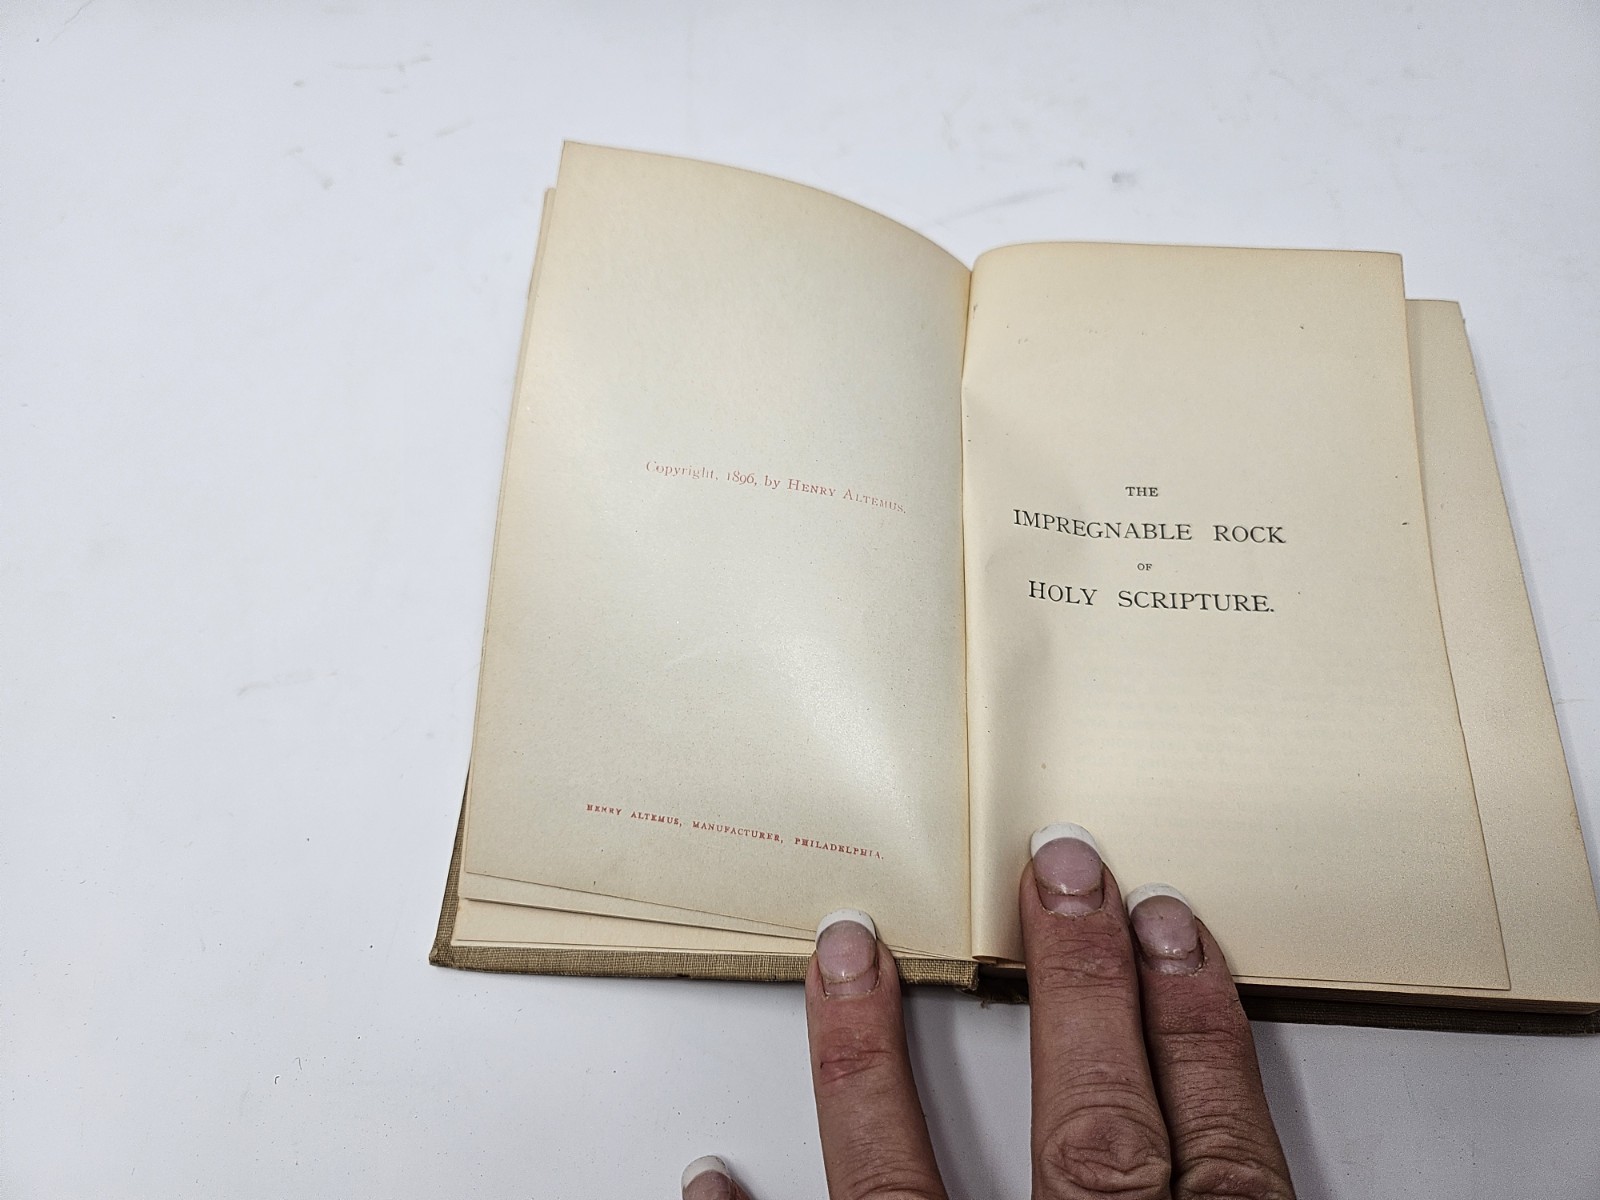 Copyright, 1896, by HENRY ALTEMUS.
HENRY ALTEMUS, MANUFACTURER, PHILADELPHIA.
THE
IMPREGNABLE ROCK
OF
HOLY SCRIPTURE.